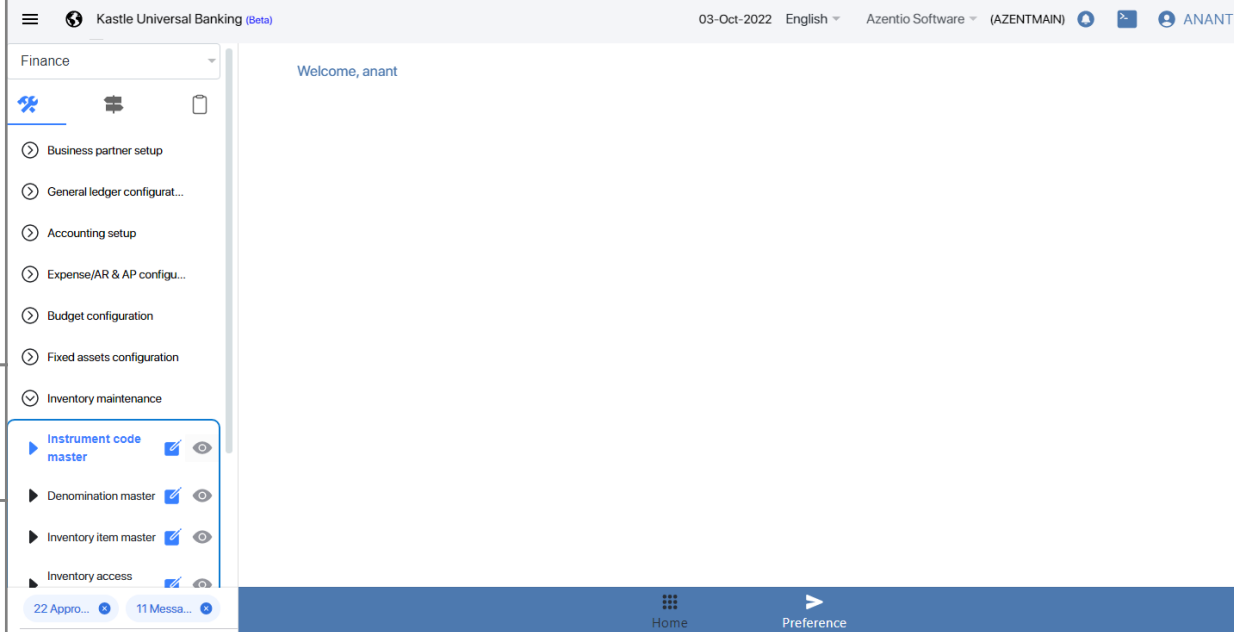 Kastle Universal Banking (Beta)
03-Oct-2022 English Azentio Software (AZENTMAIN) ANANT
Finance
Welcome, anant
Business partner setup
General ledger configurat...
Accounting setup
Expense/AR & AP configu...
Budget configuration
Fixed assets configuration
Inventory maintenance
Instrument code
master
Denomination master
Inventory item master
Inventory access
22 Appro... 11 Messa...
Home Preference